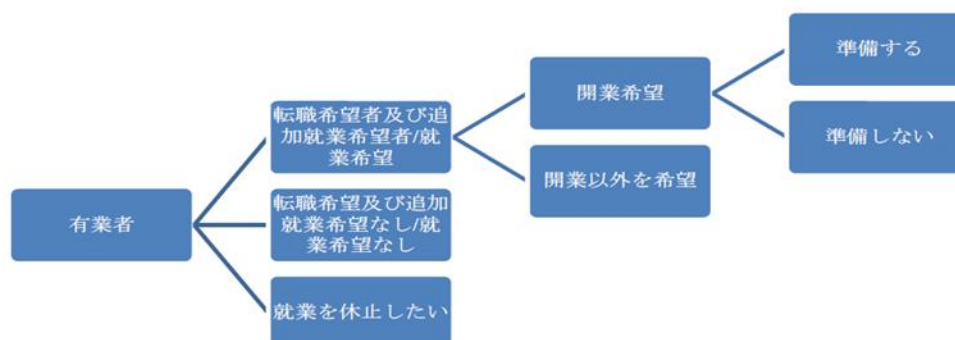 有業者
転職希望者及び追
加就業希望者/就
業希望
転職希望及び追加
就業希望なし/就
業希望なし
就業を休止したい
開業希望
開業以外を希望
準備する
準備しない